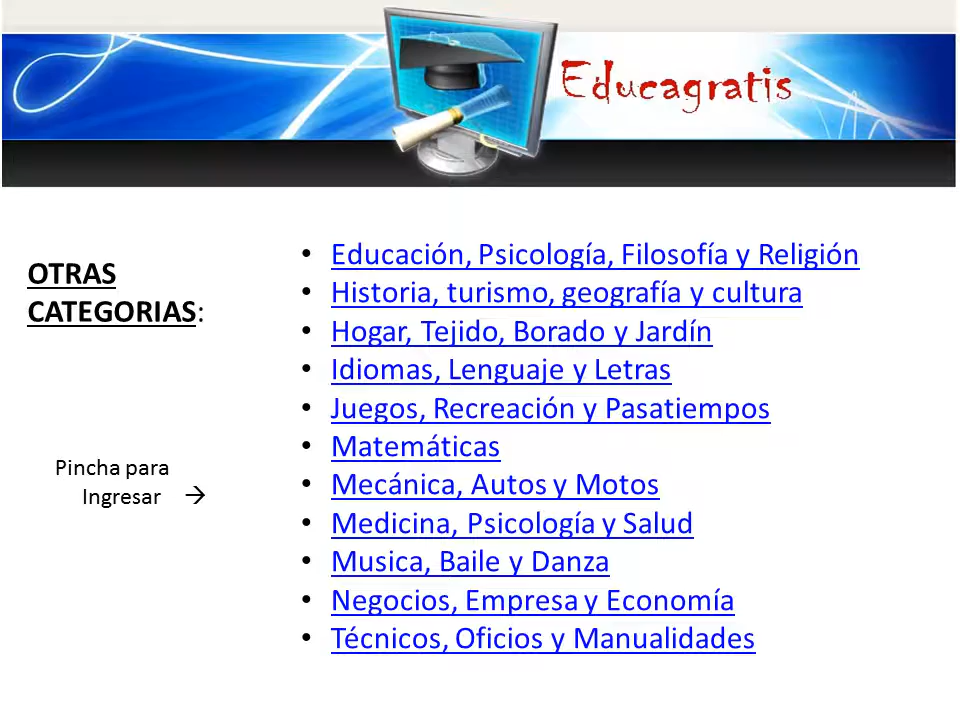 Educagratis
OTRAS
CATEGORIAS:
Pincha para
Ingresar →
• Educación, Psicología, Filosofía y Religión
• Historia, turismo, geografía y cultura
• Hogar, Tejido, Borado y Jardín
• Idiomas, Lenguaje y Letras
• Juegos, Recreación y Pasatiempos
• Matemáticas
• Mecánica, Autos y Motos
• Medicina, Psicología y Salud
• Musica, Baile y Danza
• Negocios, Empresa y Economía
• Técnicos, Oficios y Manualidades